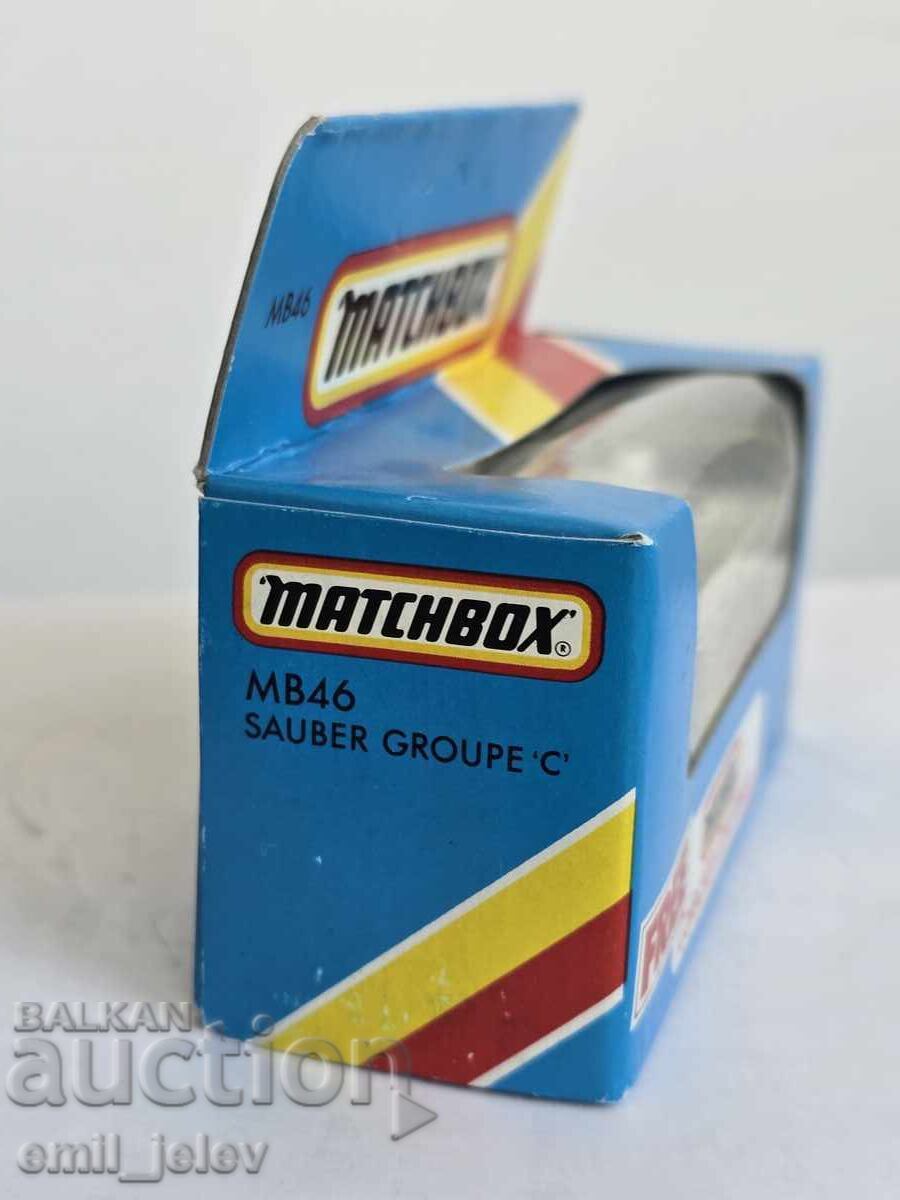 MB46
MATCHBOX
'MATCHBOX'®
MB46
SAUBER GROUPE 'C'
BALKAN
auction
emil_jelev